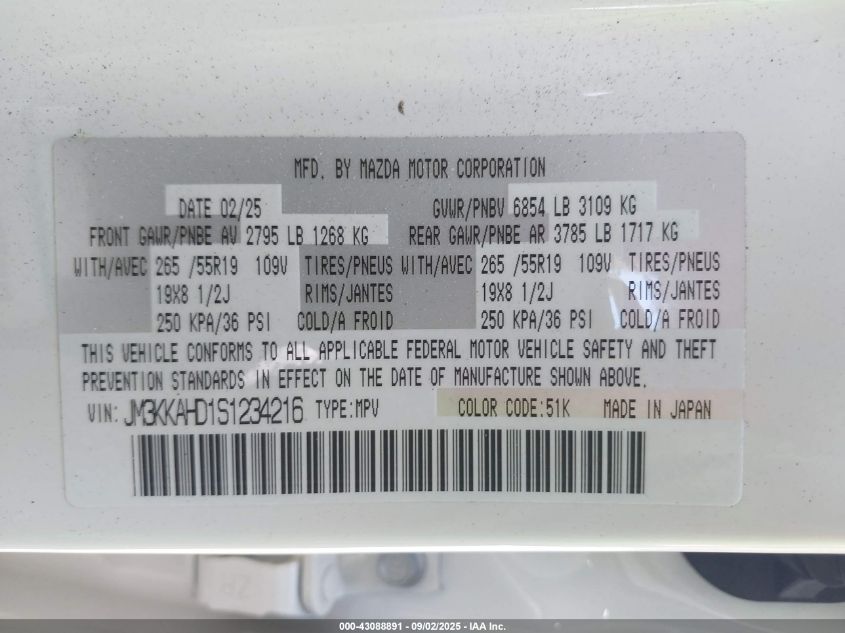 MFD. BY MAZDA MOTOR CORPORATION
DATE 02/25 GVWR/PNBV 6854 LB 3109 KG
FRONT GAWR/PNBE AV 2795 LB 1268 KG REAR GAWR/PNBE AR 3785 LB 1717 KG
WITH/AVEC 265 /55R19 109V TIRES/PNEUS WITH/AVEC 265 /55R19 109V TIRES/PNEUS
19X8 1/2J RIMS/JANTES 19X8 1/2J RIMS/JANTES
250 KPA/36 PSI COLD/A FROID 250 KPA/36 PSI COLD/A FROID
THIS VEHICLE CONFORMS TO ALL APPLICABLE FEDERAL MOTOR VEHICLE SAFETY AND THEFT
PREVENTION STANDARDS IN EFFECT ON THE DATE OF MANUFACTURE SHOWN ABOVE.
VIN: JM3KKAHD1S1234216 TYPE:MPV COLOR CODE:51K MADE IN JAPAN
000-43088891 - 09/02/2025 - IAA Inc.